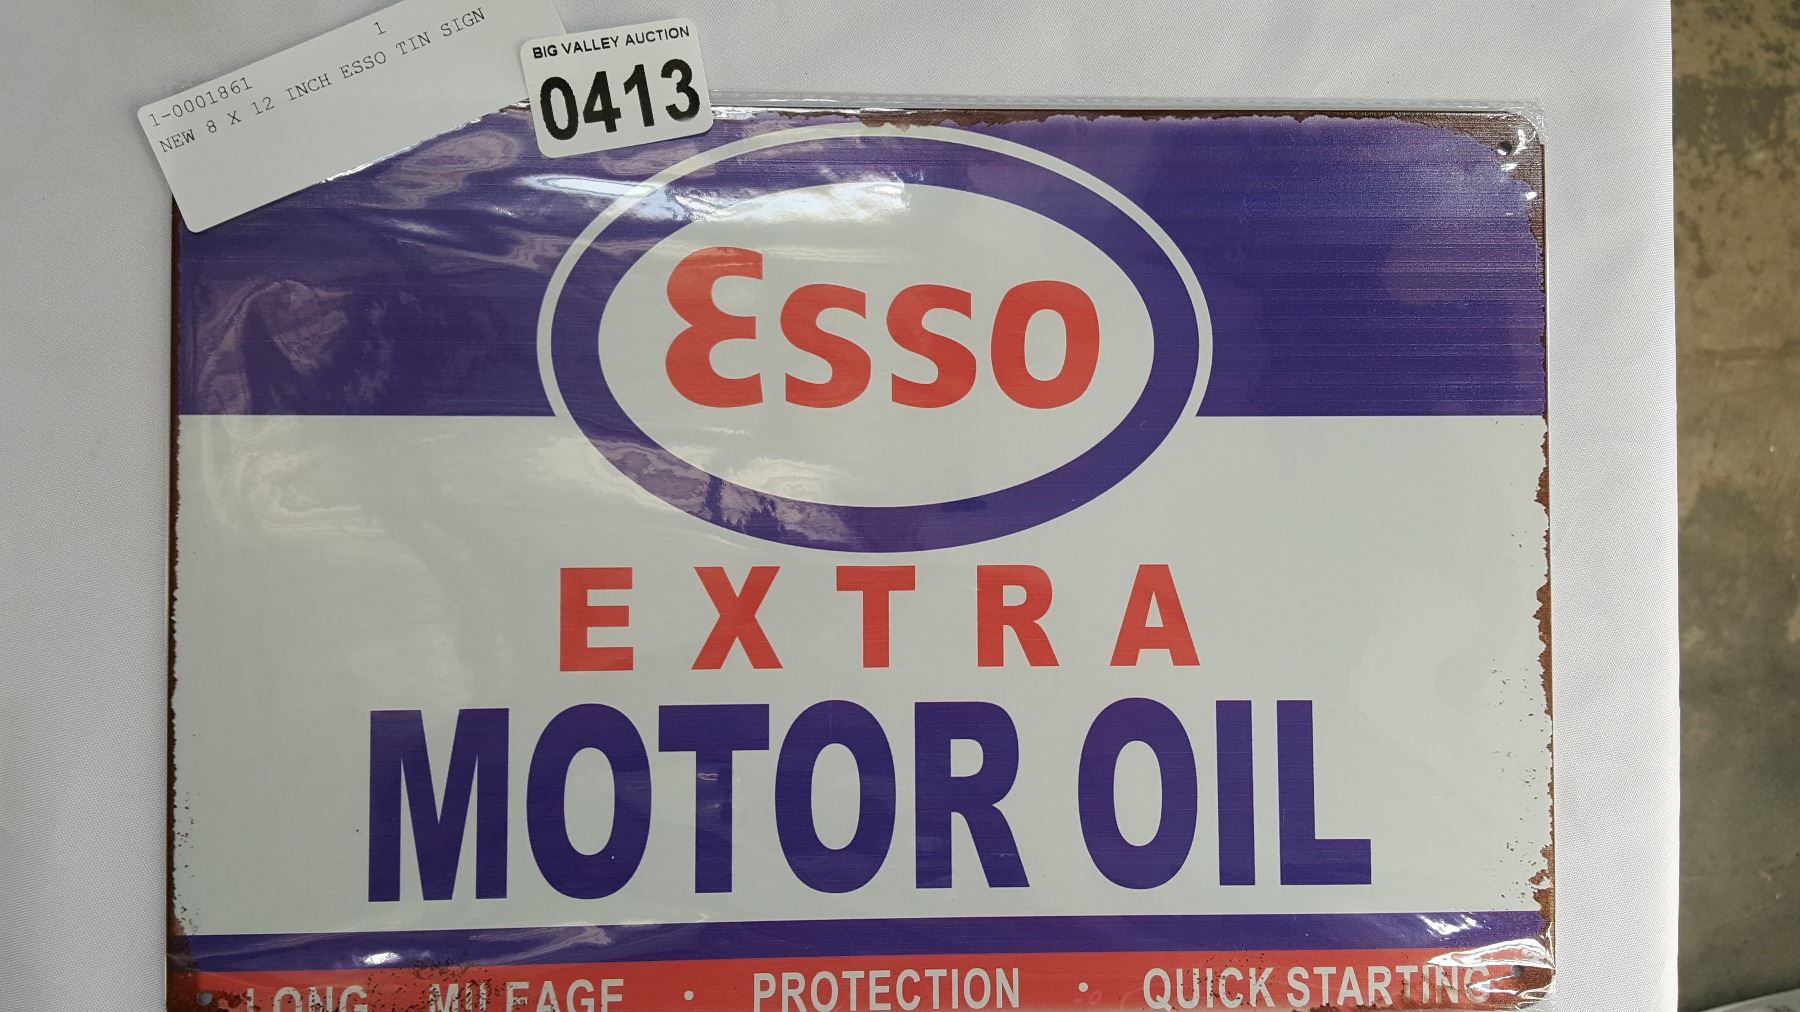 1
1-0001861
NEW 8 X 12 INCH ESSO TIN SIGN
BIG VALLEY AUCTION
0413
Esso
EXTRA
MOTOR OIL
LONG MILEAGE • PROTECTION • QUICK STARTING